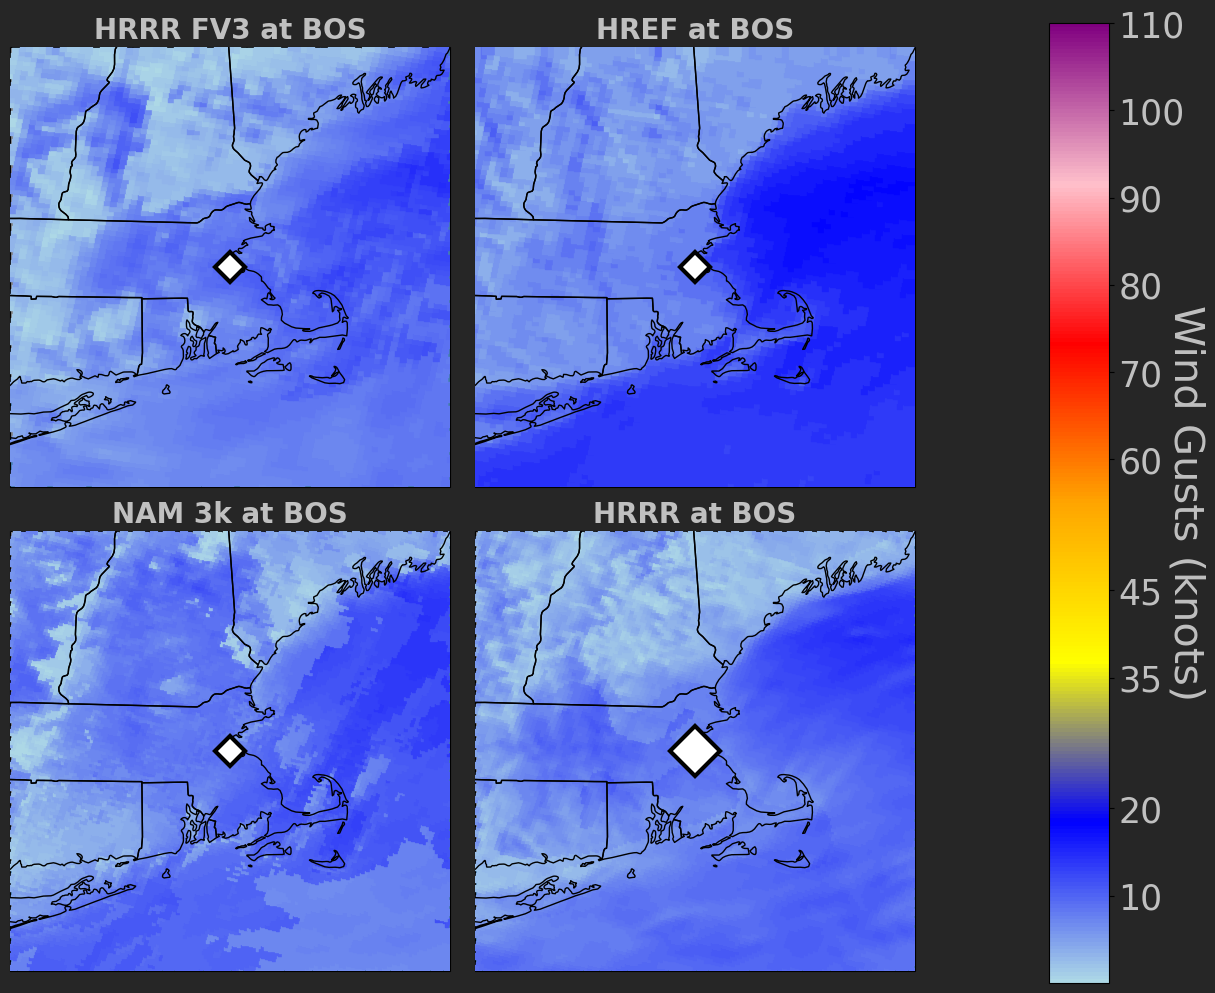 HRRR FV3 at BOS
HREF at BOS
NAM 3k at BOS
HRRR at BOS
110
100
90
80
70
60
45
35
20
10
Wind Gusts (knots)